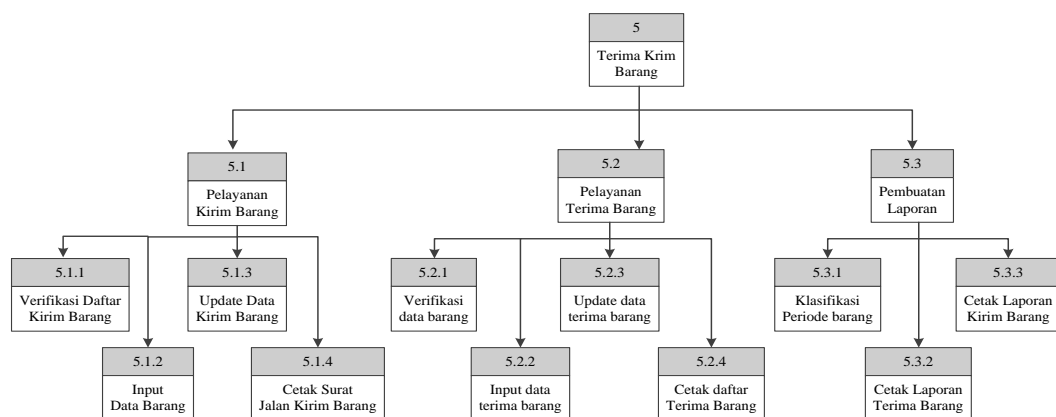 5
Terima Krim
Barang
5.1
Pelayanan
Kirim Barang
5.2
Pelayanan
Terima Barang
5.3
Pembuatan
Laporan
5.1.1
Verifikasi Daftar
Kirim Barang
5.1.3
Update Data
Kirim Barang
5.2.1
Verifikasi
data barang
5.2.3
Update data
terima barang
5.3.1
Klasifikasi
Periode barang
5.3.3
Cetak Laporan
Kirim Barang
5.1.2
Input
Data Barang
5.1.4
Cetak Surat
Jalan Kirim Barang
5.2.2
Input data
terima barang
5.2.4
Cetak daftar
Terima Barang
5.3.2
Cetak Laporan
Terima Barang